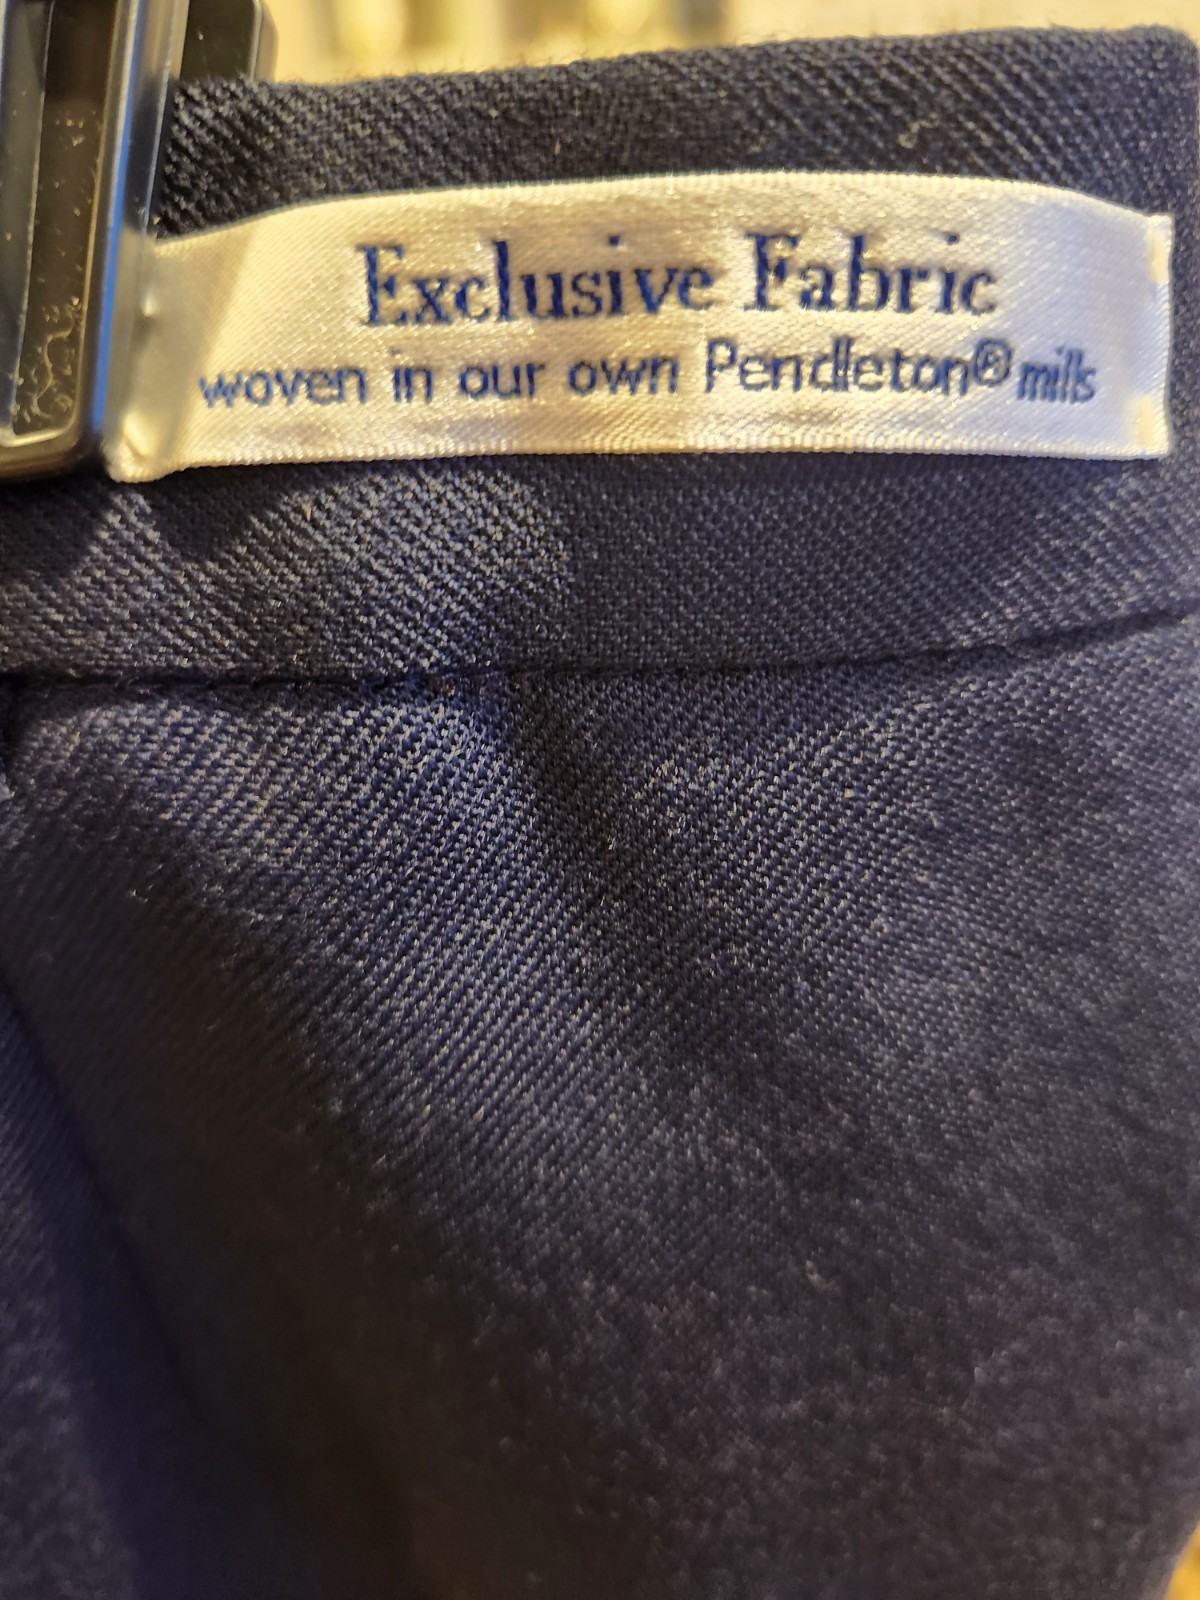 Exclusive Fabric
woven in our own Pendleton® mills